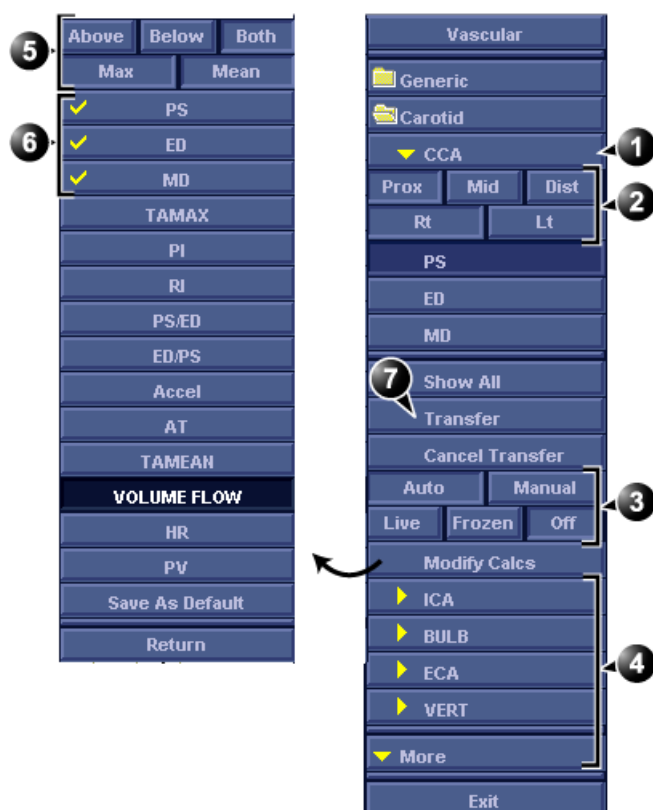 5
Above Below Both
Max Mean
6
PS
ED
MD
TAMAX
PI
RI
PS/ED
ED/PS
Accel
AT
TAMEAN
VOLUME FLOW
HR
PV
Save As Default
Return
Vascular
Generic
Carotid
CCA
1
Prox Mid Dist
2
Rt Lt
PS
ED
MD
7
Show All
Transfer
Cancel Transfer
Auto Manual
3
Live Frozen Off
Modify Calcs
ICA
BULB
4
ECA
VERT
More
Exit